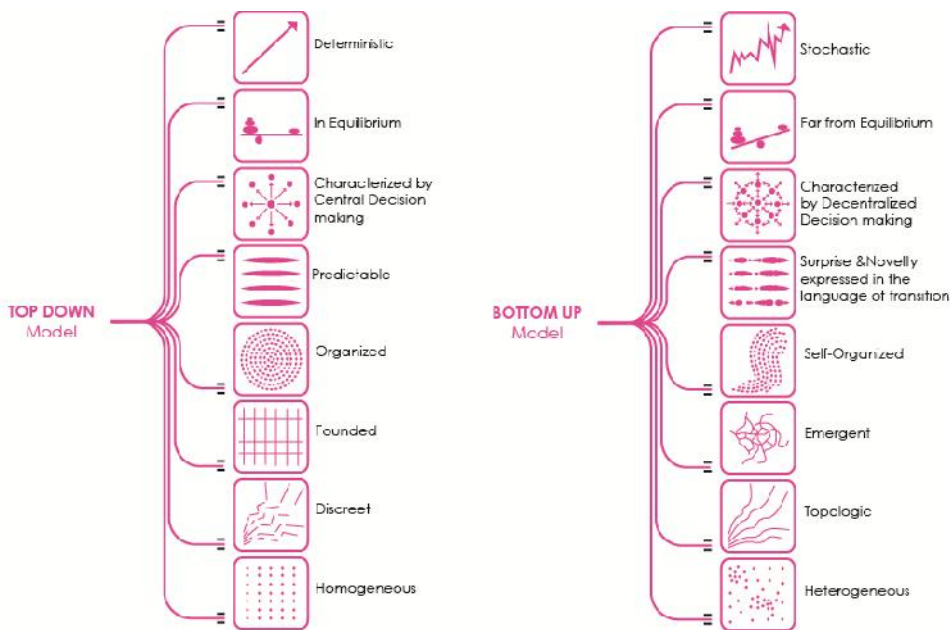 Deterministic
In Equilibrium
Characterized by
Central Decision
making
Predictable
TOP DOWN
Model
Organized
Founded
Discreet
Homogeneous
Stochastic
Far from Equilibrium
Characterized
by Decentralized
Decision making
Surprise &Novelty
expressed in the
language of transition
BOTTOM UP
Model
Self-Organized
Emergent
Topologic
Heterogeneous